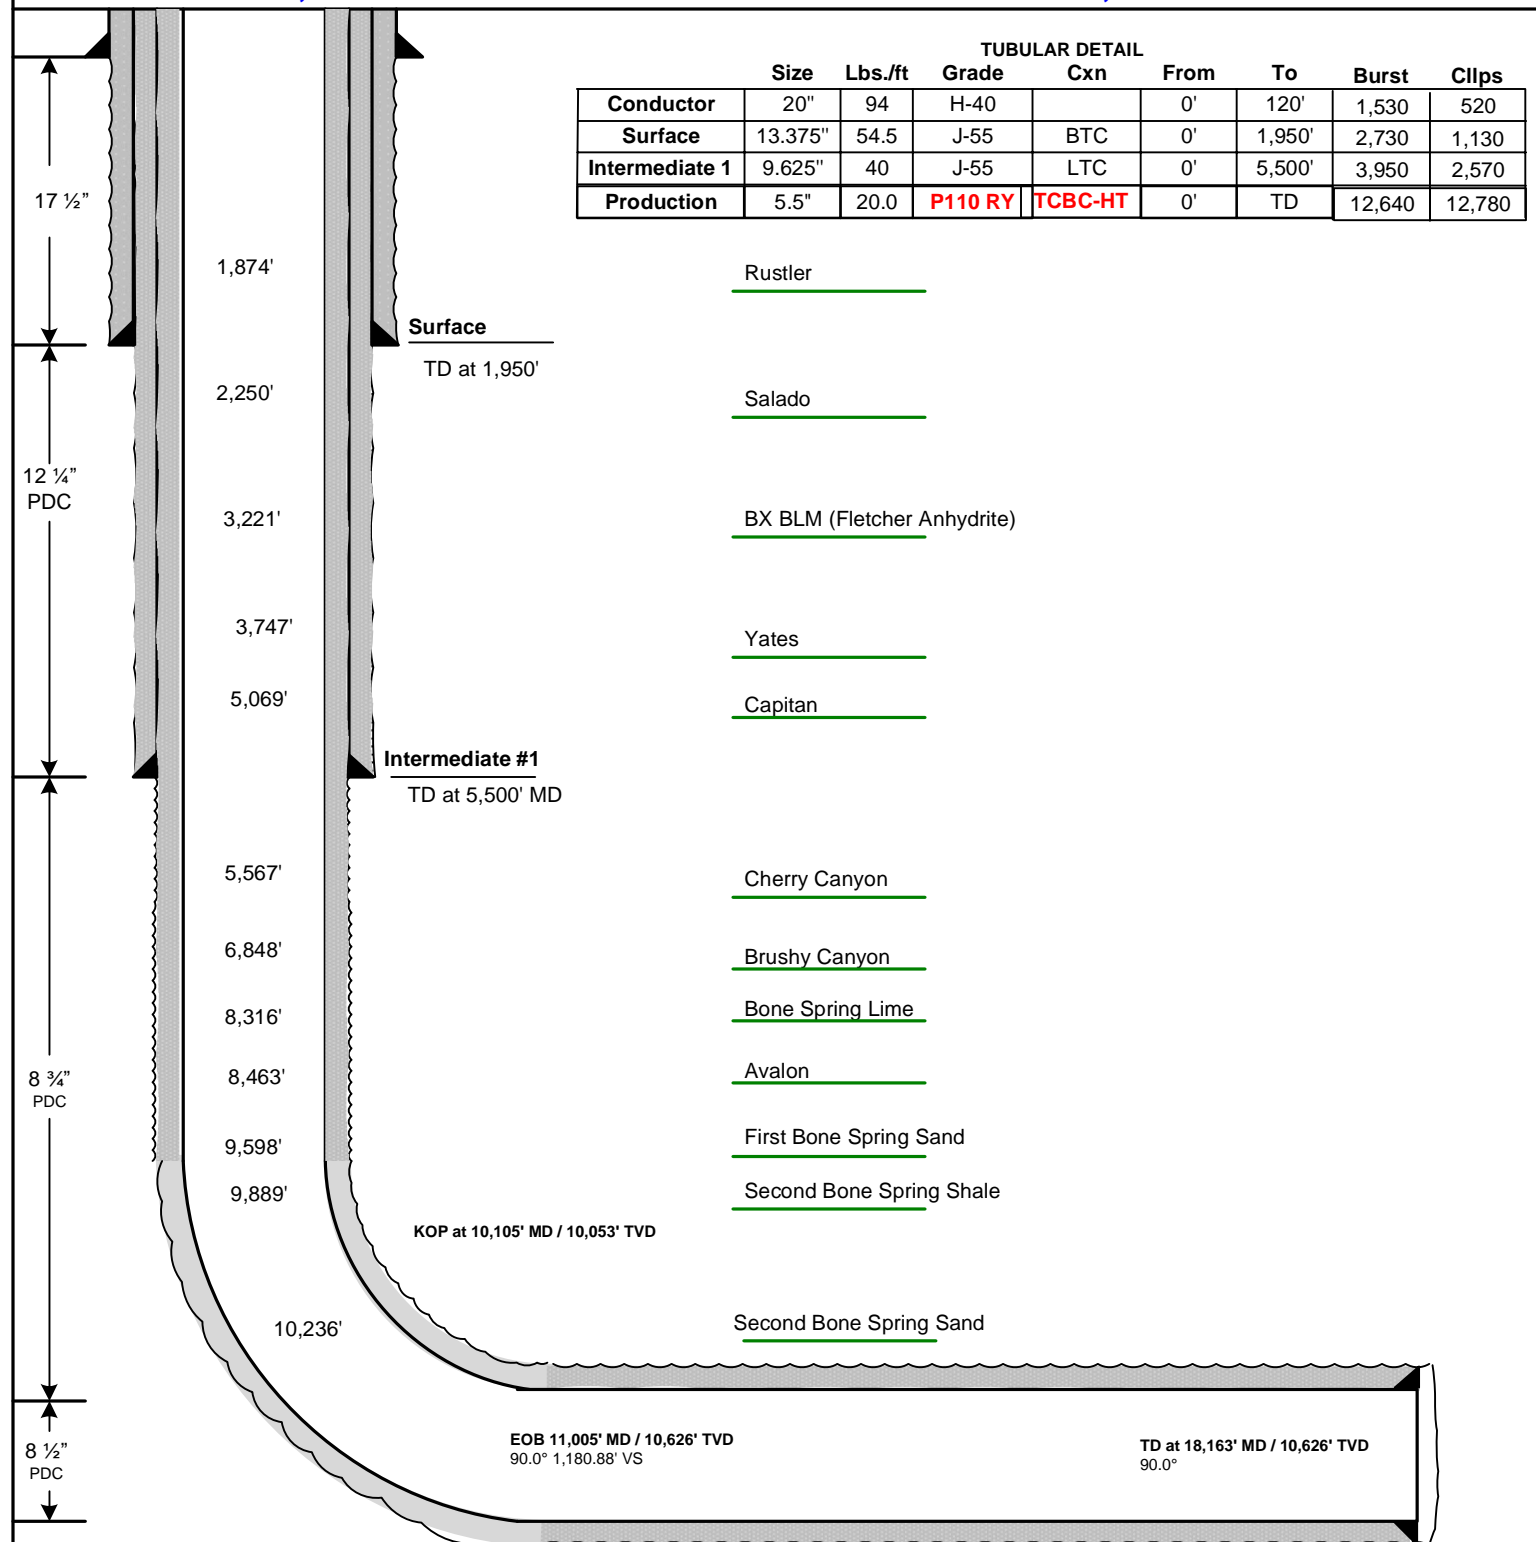 TUBULAR DETAIL
Size Lbs./ft Grade Cxn From To Burst Cllps
Conductor 20" 94 H-40 0' 120' 1,530 520
Surface 13.375" 54.5 J-55 BTC 0' 1,950' 2,730 1,130
Intermediate 1 9.625" 40 J-55 LTC 0' 5,500' 3,950 2,570
Production 5.5" 20.0 P110 RY TCBC-HT 0' TD 12,640 12,780
17 ½”
1,874' Rustler
Surface
TD at 1,950'
2,250' Salado
12 ¼”
PDC
3,221' BX BLM (Fletcher Anhydrite)
3,747' Yates
5,069' Capitan
Intermediate #1
TD at 5,500' MD
5,567' Cherry Canyon
6,848' Brushy Canyon
8,316' Bone Spring Lime
8 ¾”
PDC
8,463' Avalon
9,598' First Bone Spring Sand
9,889' Second Bone Spring Shale
KOP at 10,105' MD / 10,053' TVD
10,236' Second Bone Spring Sand
8 ½”
PDC
EOB 11,005' MD / 10,626' TVD
90.0° 1,180.88' VS
TD at 18,163' MD / 10,626' TVD
90.0°